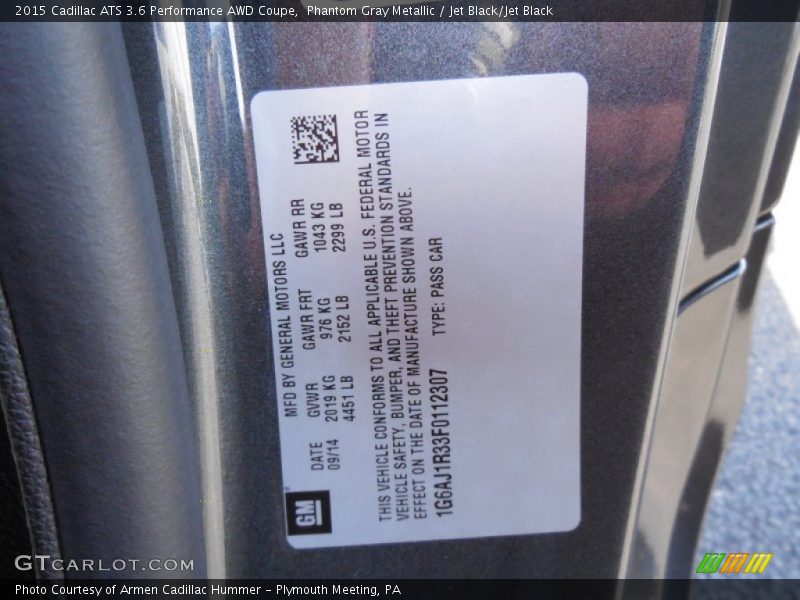 2015 Cadillac ATS 3.6 Performance AWD Coupe, Phantom Gray Metallic / Jet Black/Jet Black
MFD BY GENERAL MOTORS LLC
DATE GVWR GAWR FRT GAWR RR
09/14 2019 KG 976 KG 1043 KG
4451 LB 2152 LB 2299 LB
THIS VEHICLE CONFORMS TO ALL APPLICABLE U.S. FEDERAL MOTOR
VEHICLE SAFETY, BUMPER, AND THEFT PREVENTION STANDARDS IN
EFFECT ON THE DATE OF MANUFACTURE SHOWN ABOVE.
1G6AJ1R33F0112307 TYPE: PASS CAR
GM
GTCARLOT.COM
Photo Courtesy of Armen Cadillac Hummer - Plymouth Meeting, PA